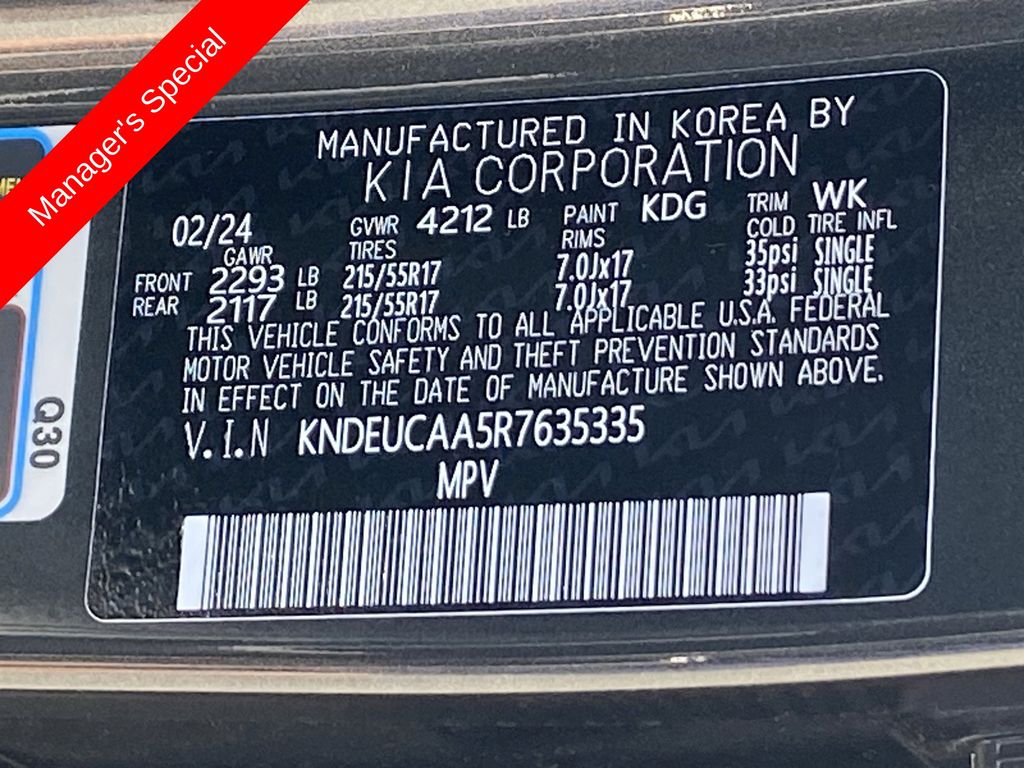 Manager's Special
MANUFACTURED IN KOREA BY
KIA CORPORATION
02/24 GVWR 4212 LB PAINT KDG TRIM WK
GAWR TIRES RIMS COLD TIRE INFL
FRONT 2293 LB 215/55R17 7.0Jx17 35psi SINGLE
REAR 2117 LB 215/55R17 7.0Jx17 33psi SINGLE
THIS VEHICLE CONFORMS TO ALL APPLICABLE U.S.A. FEDERAL
MOTOR VEHICLE SAFETY AND THEFT PREVENTION STANDARDS
IN EFFECT ON THE DATE OF MANUFACTURE SHOWN ABOVE.
V.I.N KNDEUCAA5R7635335
MPV
Q30